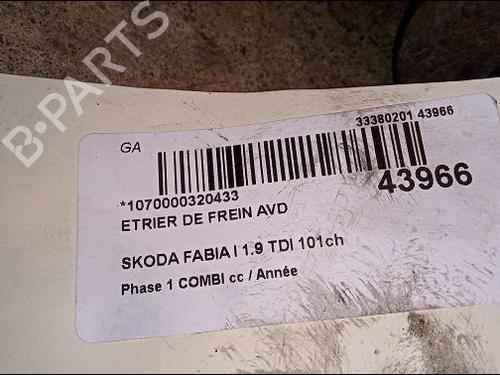 B-PARTS
GA
33380201 43966
*1070000320433
43966
ETRIER DE FREIN AVD
SKODA FABIA I 1.9 TDI 101ch
Phase 1 COMBI cc / Année